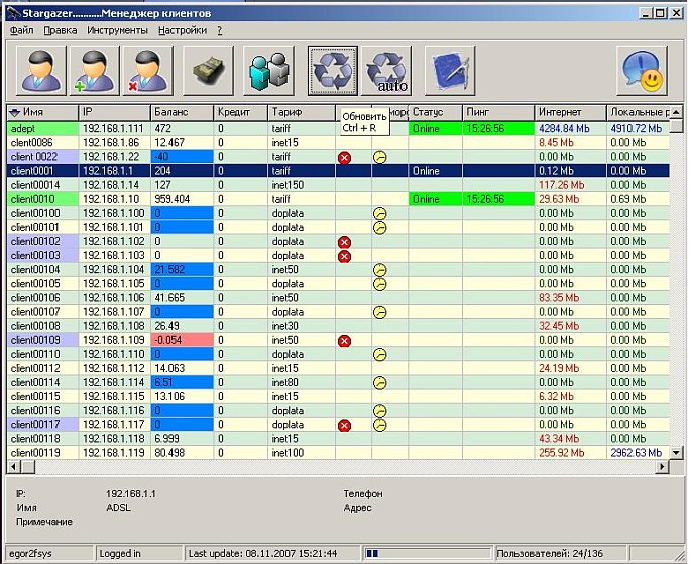 Stargazer...........Менеджер клиентов
Файл Правка Инструменты Настройки ?
auto
Имя IP Баланс Кредит Тариф Статус Пинг Интернет Локальные р
Обновить
Ctrl + R
adept 192.168.1.111 472 0 tariff Online 15:26:56 4284.84 Mb 4910.72 Mb
clent0086 192.168.1.86 12.467 0 inet15 8.45 Mb 0.00 Mb
client 0022 192.168.1.22 -40 0 tariff 0.00 Mb 0.00 Mb
client0001 192.168.1.1 204 0 tariff Online 0.12 Mb 0.00 Mb
client00014 192.168.1.14 127 0 inet150 117.26 Mb 0.00 Mb
client0010 192.168.1.10 959.404 0 tariff Online 15:26:56 29.63 Mb 0.69 Mb
client00100 192.168.1.100 0 0 doplata 0.00 Mb 0.00 Mb
client00101 192.168.1.101 0 0 doplata 0.00 Mb 0.00 Mb
client00102 192.168.1.102 0 0 doplata 0.00 Mb 0.00 Mb
client00103 192.168.1.103 0 0 doplata 0.00 Mb 0.00 Mb
client00104 192.168.1.104 21.582 0 inet50 0.00 Mb 0.00 Mb
client00105 192.168.1.105 0 0 doplata 0.00 Mb 0.00 Mb
client00106 192.168.1.106 41.665 0 inet50 83.35 Mb 0.00 Mb
client00107 192.168.1.107 0 0 doplata 0.00 Mb 0.00 Mb
client00108 192.168.1.108 26.49 0 inet30 32.45 Mb 0.00 Mb
client00109 192.168.1.109 -0.054 0 inet50 0.00 Mb 0.00 Mb
client00110 192.168.1.110 0 0 doplata 0.00 Mb 0.00 Mb
client00112 192.168.1.112 14.063 0 inet15 24.19 Mb 0.00 Mb
client00114 192.168.1.114 6.51 0 inet80 0.00 Mb 0.00 Mb
client00115 192.168.1.115 13.106 0 inet15 6.32 Mb 0.00 Mb
client00116 192.168.1.116 0 0 doplata 0.00 Mb 0.00 Mb
client00117 192.168.1.117 0 0 doplata 0.00 Mb 0.00 Mb
client00118 192.168.1.118 6.999 0 inet15 43.34 Mb 0.00 Mb
client00119 192.168.1.119 80.498 0 inet100 255.92 Mb 2962.63 Mb
IP: 192.168.1.1 Телефон
Имя ADSL Адрес
Примечание
egor2fsys Logged in Last update: 08.11.2007 15:21:44 Пользователей: 24/136